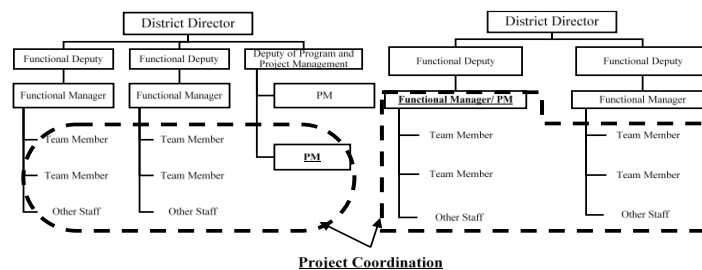 District Director
Functional Deputy
Functional Deputy
Deputy of Program and
Project Management
Functional Manager
Functional Manager
PM
Team Member
Team Member
PM
Team Member
Team Member
Other Staff
Other Staff
District Director
Functional Deputy
Functional Deputy
Functional Manager/ PM
Functional Manager
Team Member
Team Member
Team Member
Team Member
Other Staff
Other Staff
Project Coordination